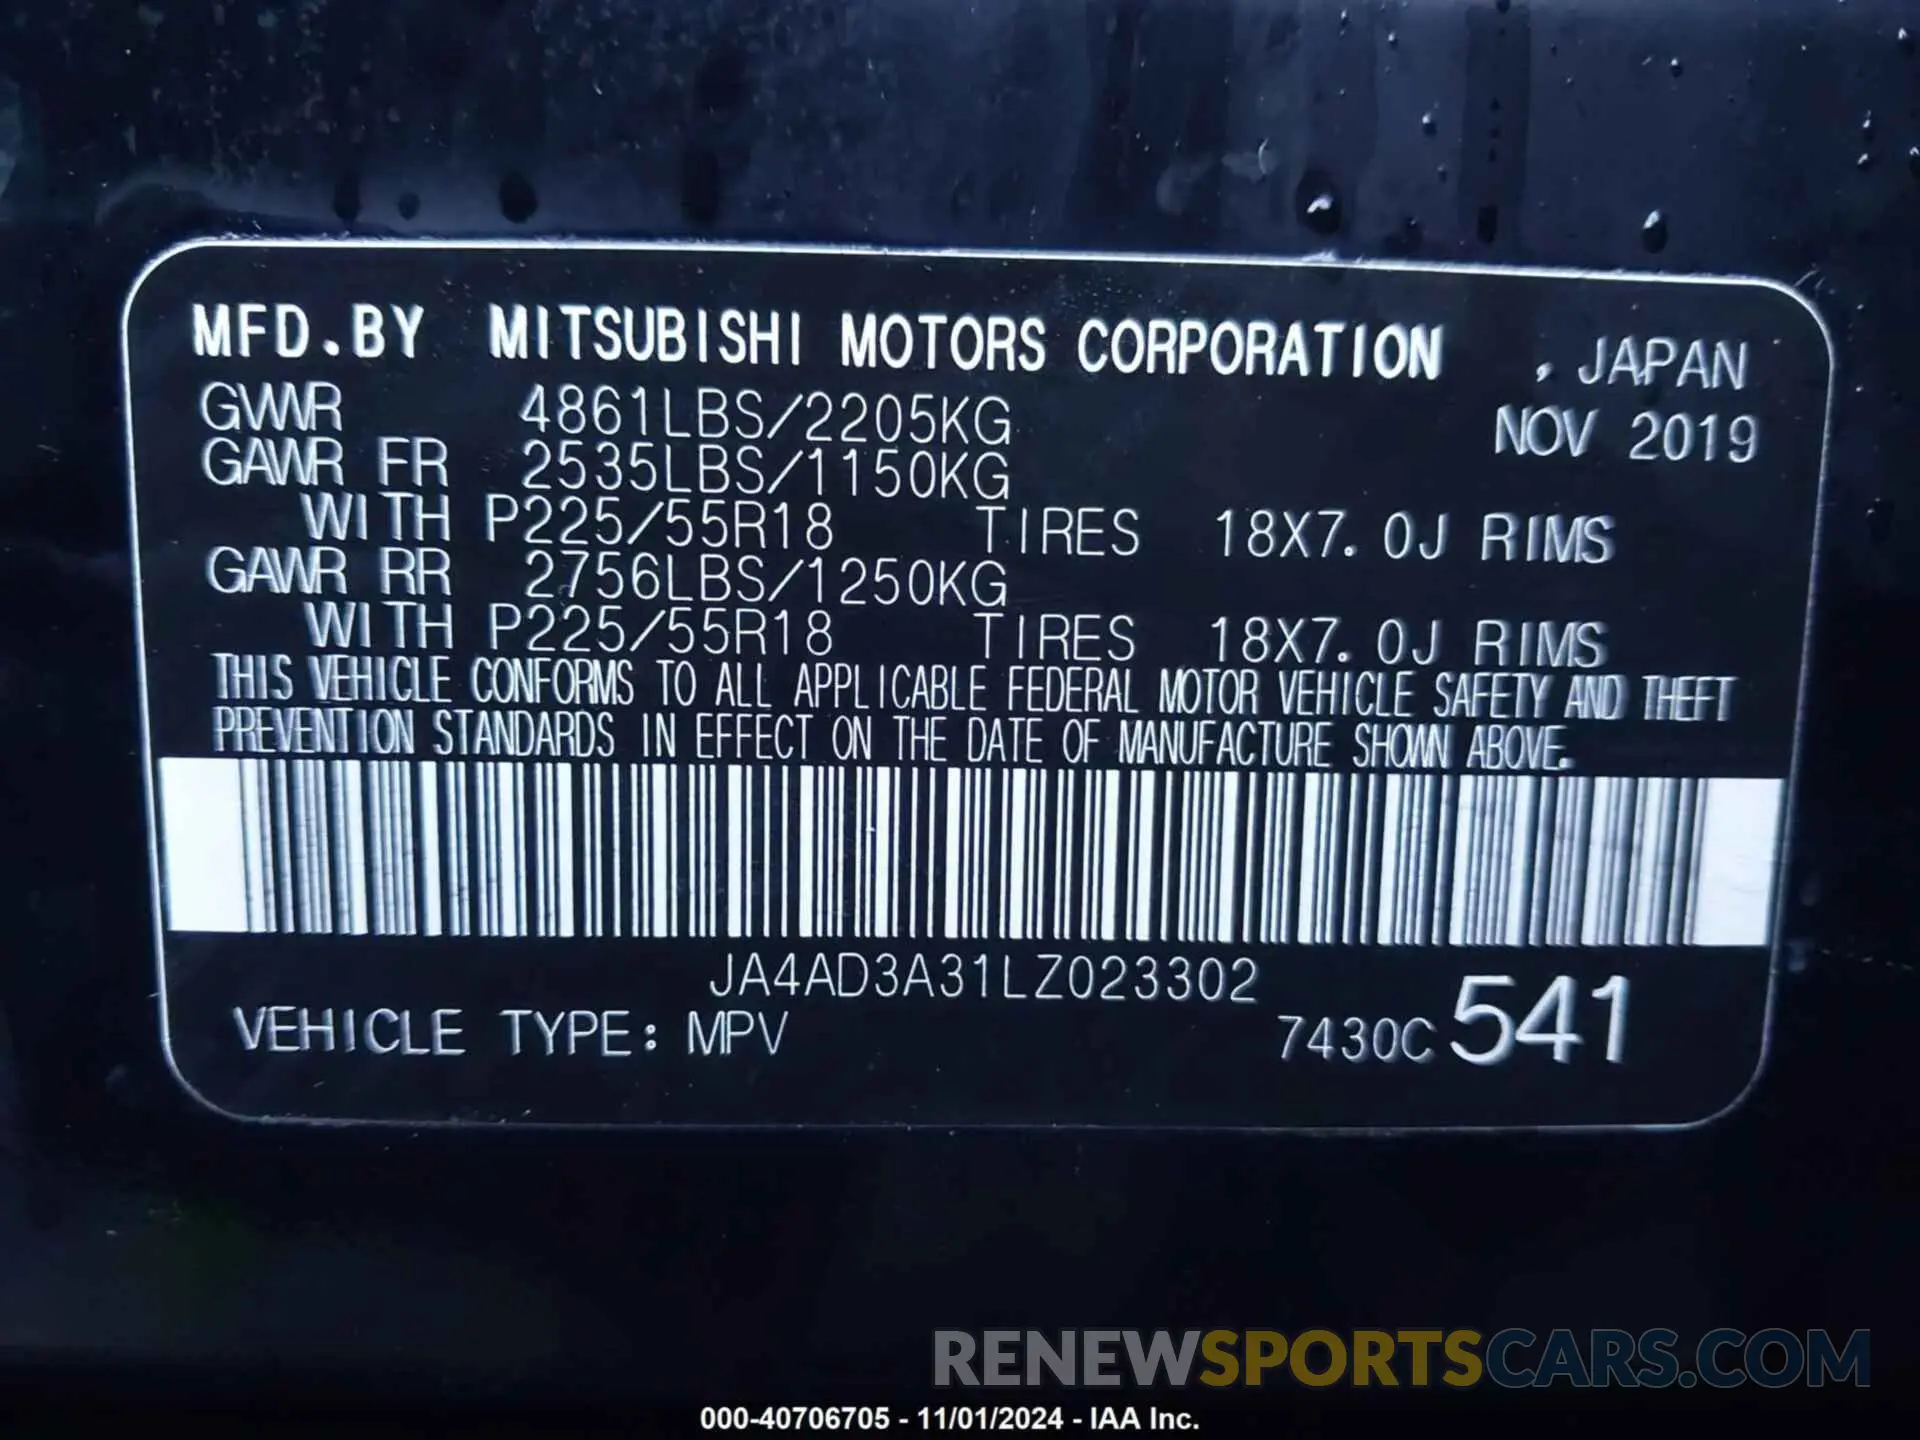 MFD.BY MITSUBISHI MOTORS CORPORATION , JAPAN
GVWR 4861LBS/2205KG NOV 2019
GAWR FR 2535LBS/1150KG
WITH P225/55R18 TIRES 18X7.0J RIMS
GAWR RR 2756LBS/1250KG
WITH P225/55R18 TIRES 18X7.0J RIMS
THIS VEHICLE CONFORMS TO ALL APPLICABLE FEDERAL MOTOR VEHICLE SAFETY AND THEFT
PREVENTION STANDARDS IN EFFECT ON THE DATE OF MANUFACTURE SHOWN ABOVE.
JA4AD3A31LZ023302
VEHICLE TYPE: MPV 7430C 541
RENEWSPORTSCARS.COM
000-40706705 - 11/01/2024 - IAA Inc.